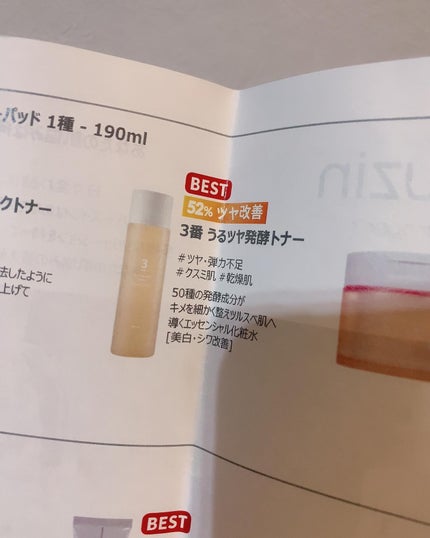 ーパッド 1種 - 190ml
クトナー
法したように
上げて
3
BEST
52% ツヤ改善
3番 うるツヤ発酵トナー
#ツヤ・弾力不足
#クスミ肌 #乾燥肌
50種の発酵成分が
キメを細かく整えツルスベ肌へ
導くエッセンシャル化粧水
[美白・シワ改善]
uzin
BEST